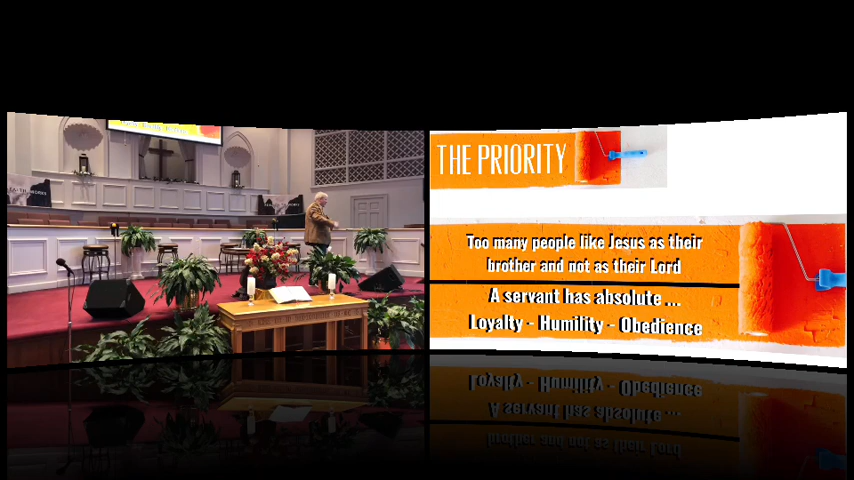 THE PRIORITY
Too many people like Jesus as their
brother and not as their Lord
A servant has absolute ...
Loyalty - Humility - Obedience